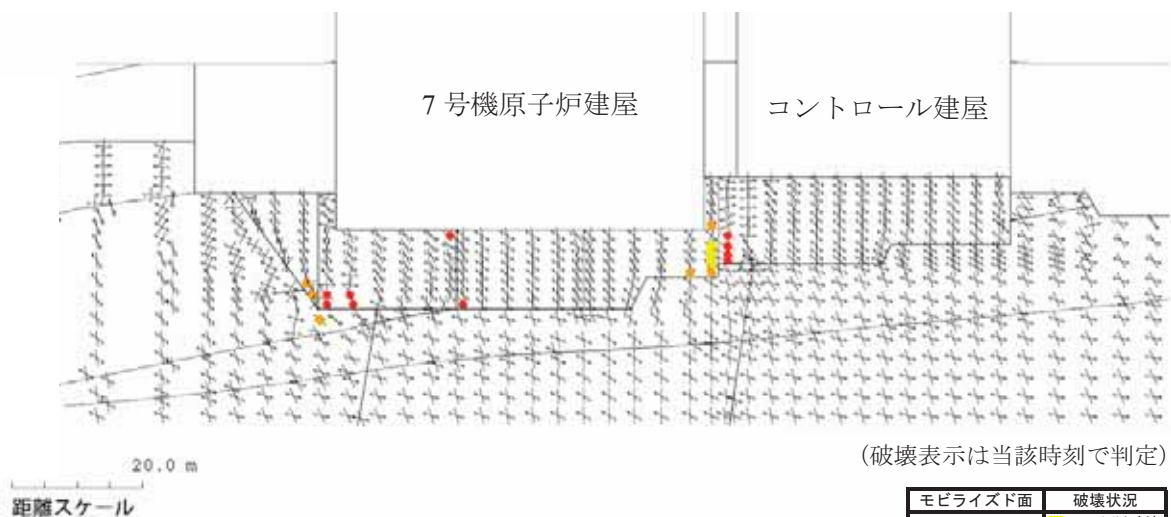 7号機原子炉建屋
コントロール建屋
(破壊表示は当該時刻で判定)
20.0 m
距離スケール
モビライズド面 破壊状況